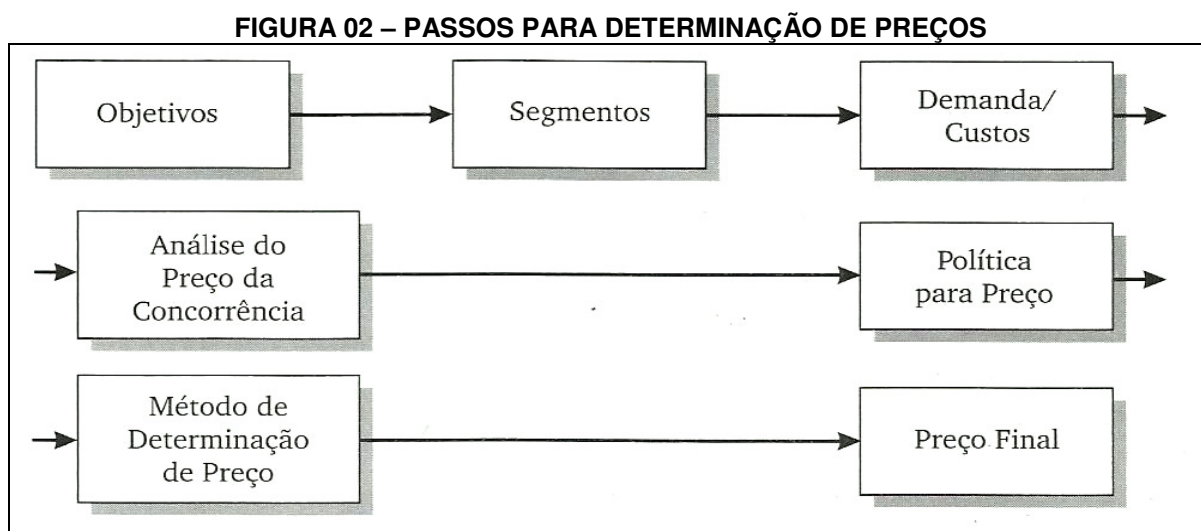 FIGURA 02 – PASSOS PARA DETERMINAÇÃO DE PREÇOS
Objetivos
Segmentos
Demanda/
Custos
Análise do
Preço da
Concorrência
Política
para Preço
Método de
Determinação
de Preço
Preço Final